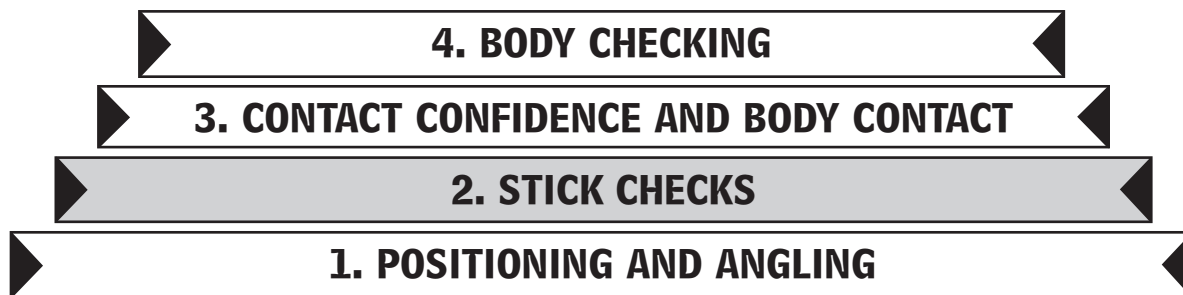 4. BODY CHECKING
3. CONTACT CONFIDENCE AND BODY CONTACT
2. STICK CHECKS
1. POSITIONING AND ANGLING